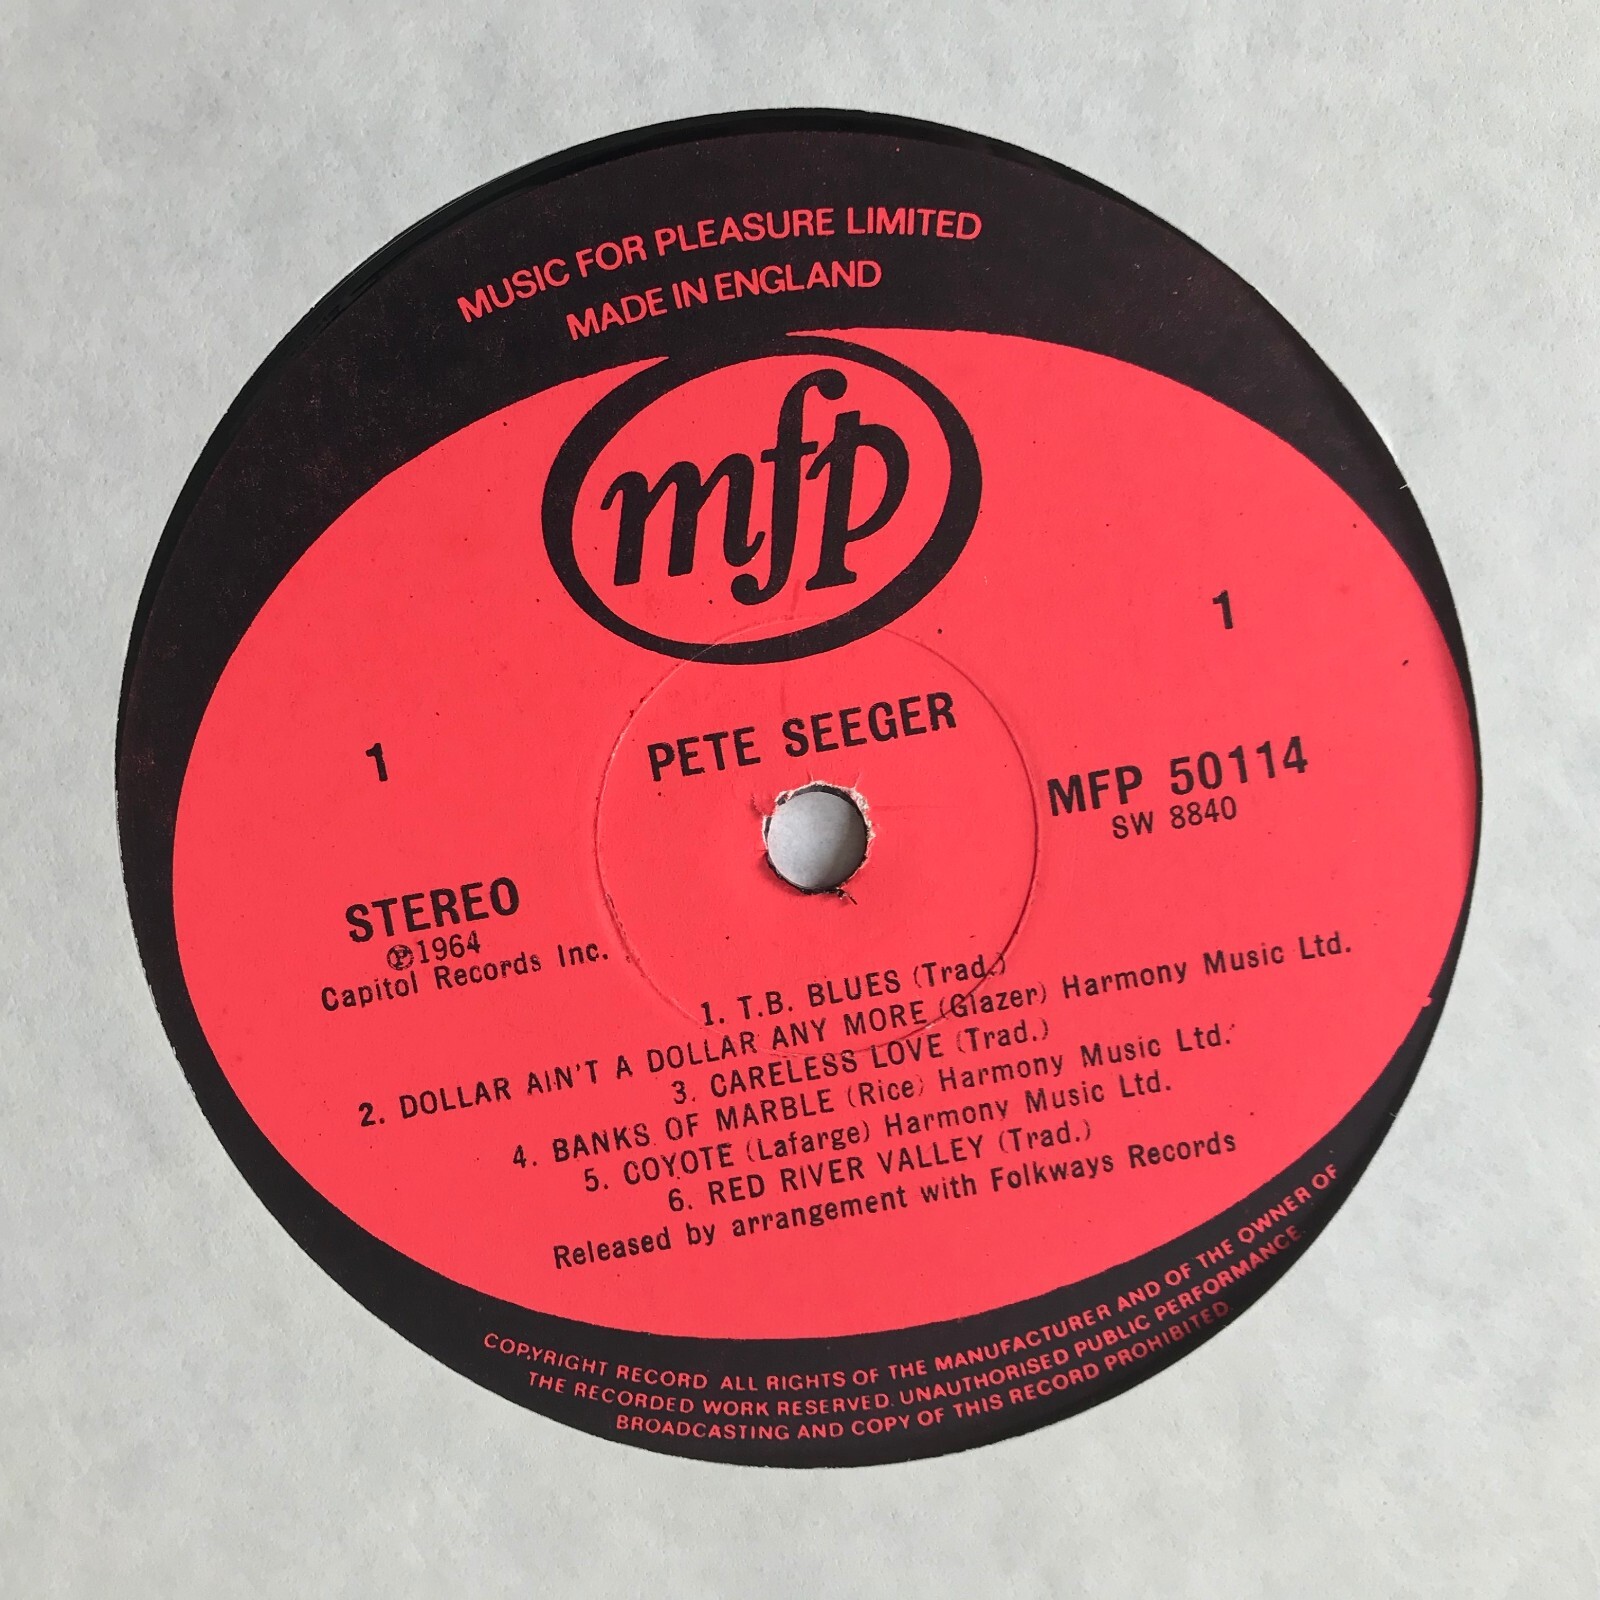 MUSIC FOR PLEASURE LIMITED
MADE IN ENGLAND
mfp
1
1
PETE SEEGER
MFP 50114
SW 8840
STEREO
Ⓟ1964
Capitol Records Inc.
1. T.B. BLUES (Trad.)
2. DOLLAR AIN'T A DOLLAR ANY MORE (Glazer) Harmony Music Ltd.
3. CARELESS LOVE (Trad.)
4. BANKS OF MARBLE (Rice) Harmony Music Ltd.
5. COYOTE (Lafarge) Harmony Music Ltd.
6. RED RIVER VALLEY (Trad.)
Released by arrangement with Folkways Records
COPYRIGHT RECORD ALL RIGHTS OF THE MANUFACTURER AND OF THE OWNER OF
THE RECORDED WORK RESERVED. UNAUTHORISED PUBLIC PERFORMANCE.
BROADCASTING AND COPY OF THIS RECORD PROHIBITED.